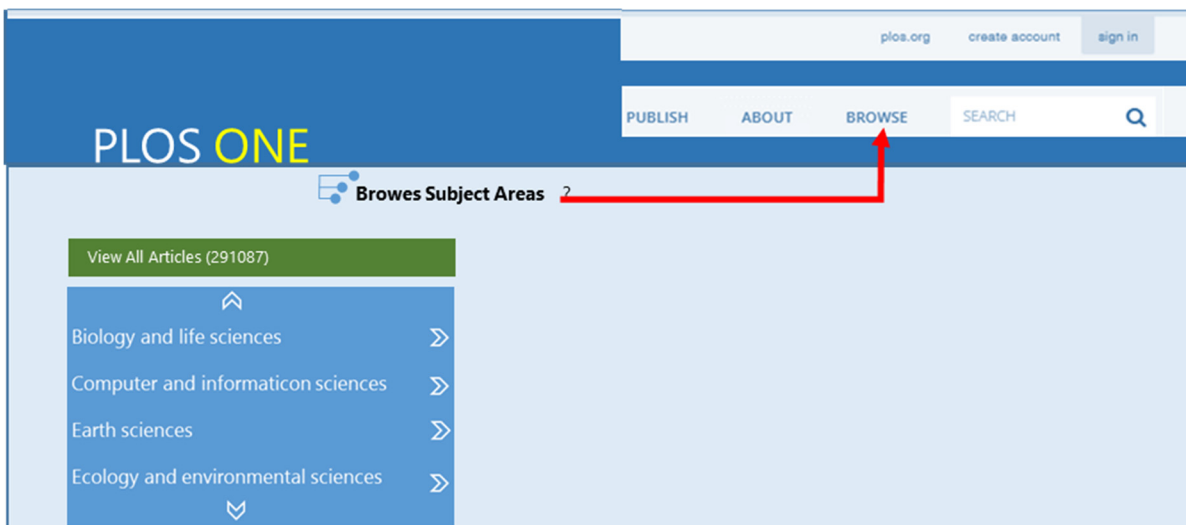 plos.org create account sign in
PUBLISH ABOUT BROWSE SEARCH
PLOS ONE
Browes Subject Areas ?
View All Articles (291087)
Biology and life sciences
Computer and informaticon sciences
Earth sciences
Ecology and environmental sciences